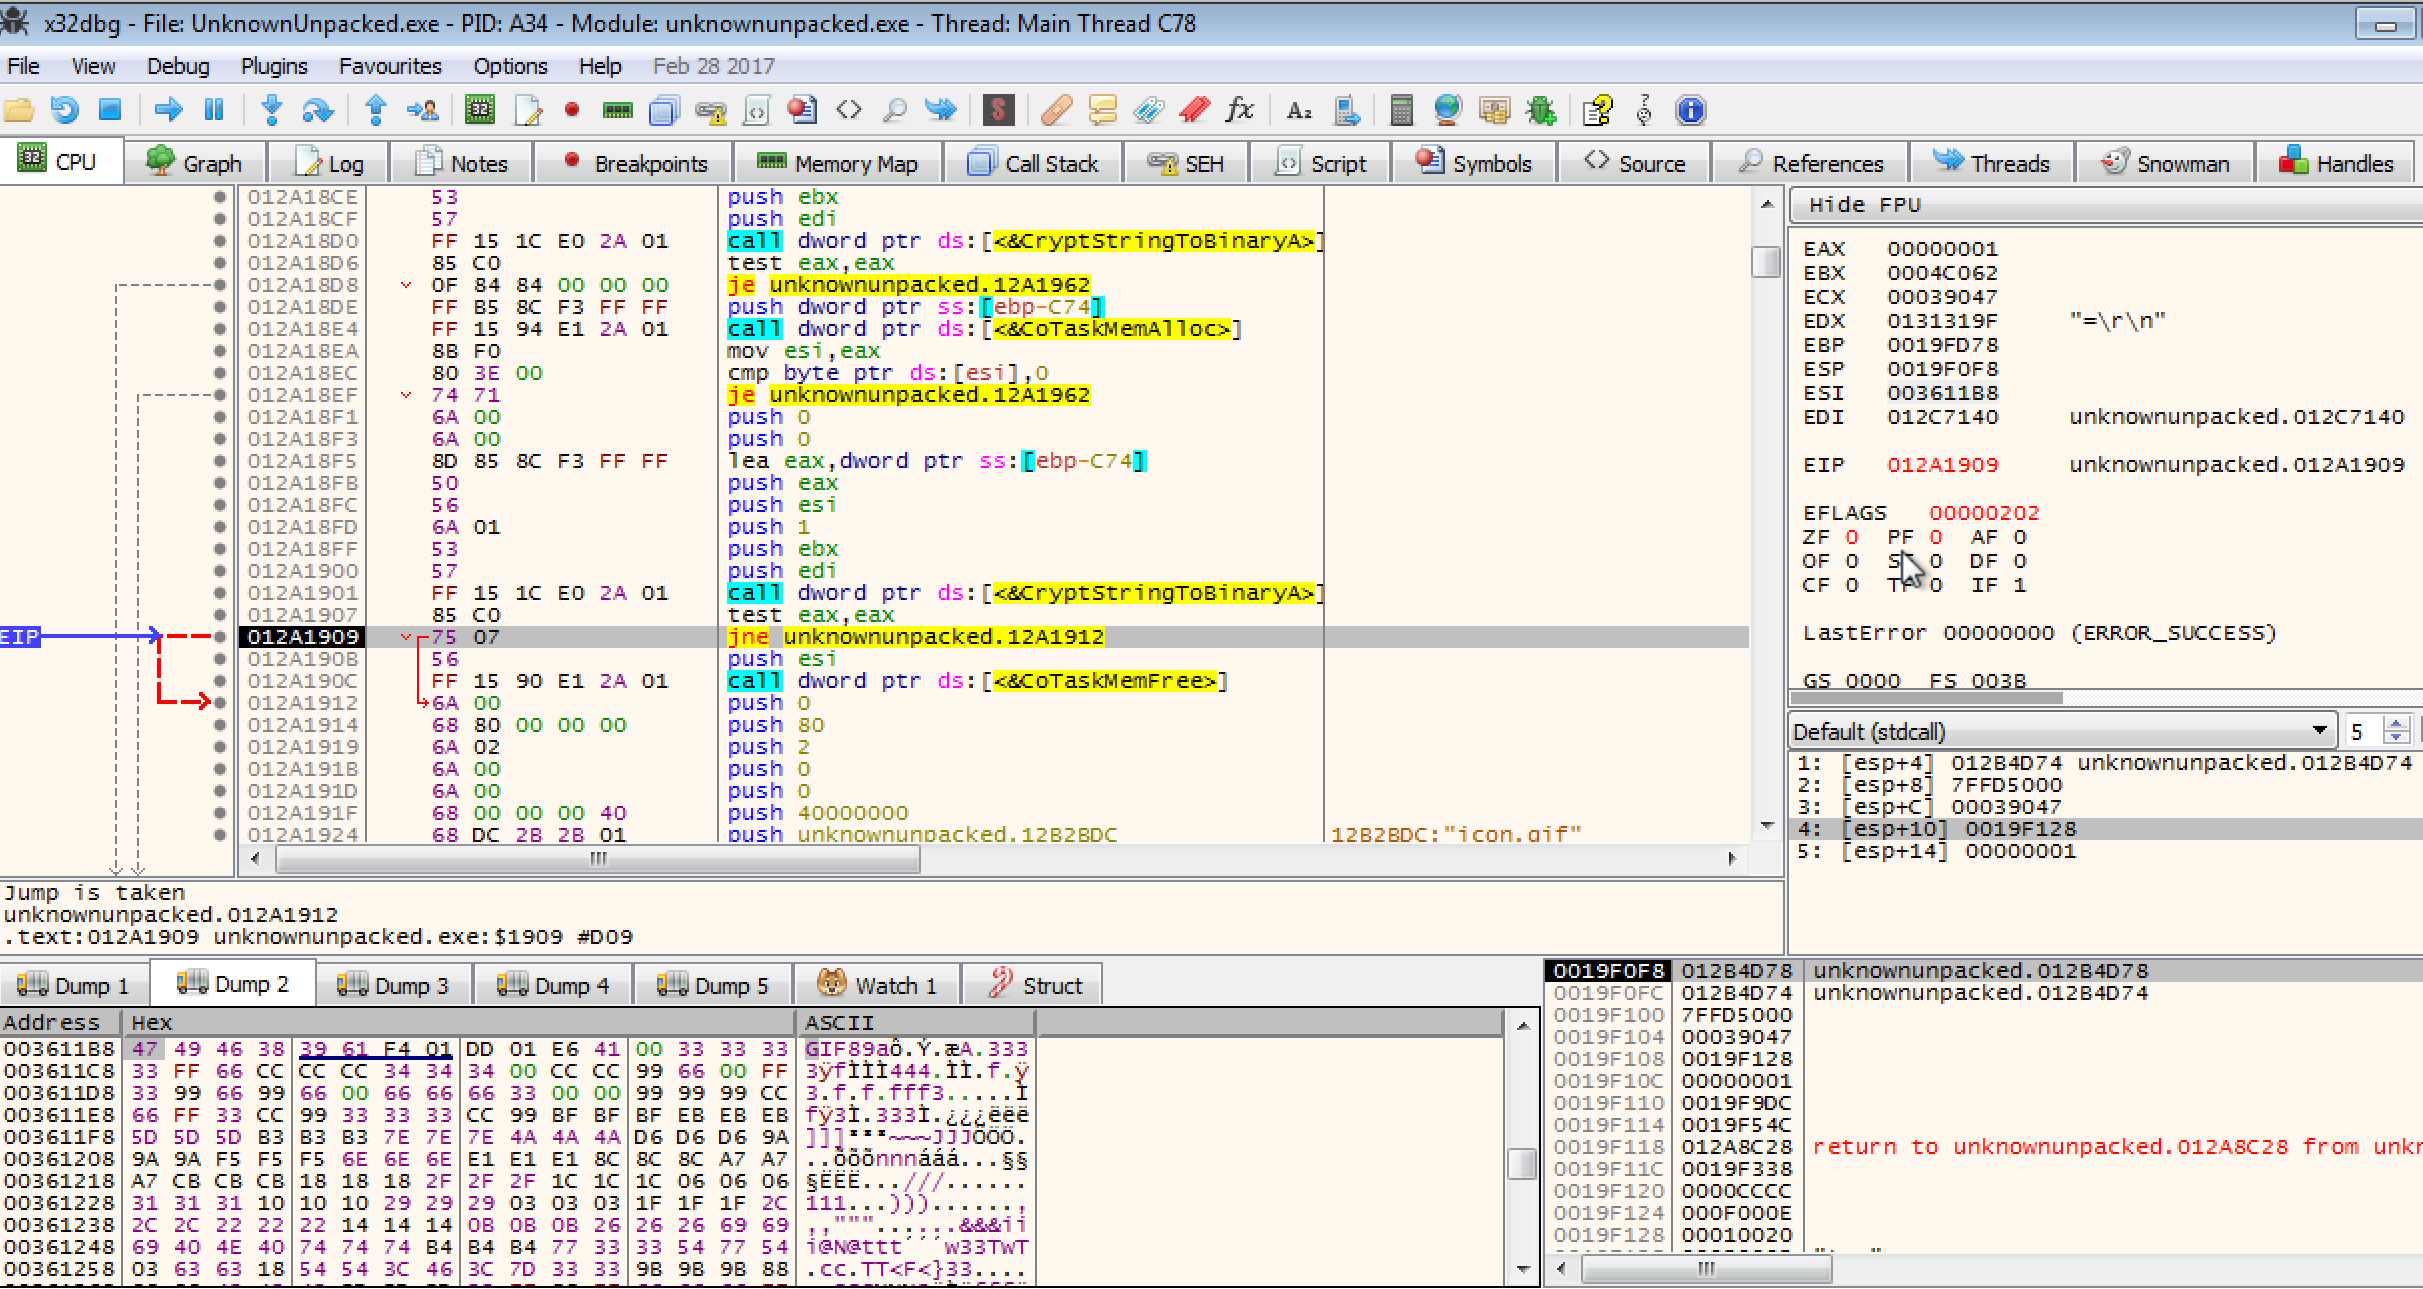 x32dbg - File: UnknownUnpacked.exe - PID: A34 - Module: unknownunpacked.exe - Thread: Main Thread C78
File View Debug Plugins Favourites Options Help Feb 28 2017
CPU Graph Log Notes Breakpoints Memory Map Call Stack SEH Script Symbols Source References Threads Snowman Handles
012A18CE 53 push ebx
012A18CF 57 push edi
012A18D0 FF 15 1C E0 2A 01 call dword ptr ds:[<&CryptStringToBinaryA>]
012A18D6 85 C0 test eax,eax
012A18D8 0F 84 84 00 00 00 je unknownunpacked.12A1962
012A18DE FF B5 8C F3 FF FF push dword ptr ss:[ebp-C74]
012A18E4 FF 15 94 E1 2A 01 call dword ptr ds:[<&CoTaskMemAlloc>]
012A18EA 8B F0 mov esi,eax
012A18EC 80 3E 00 cmp byte ptr ds:[esi],0
012A18EF 74 71 je unknownunpacked.12A1962
012A18F1 6A 00 push 0
012A18F3 6A 00 push 0
012A18F5 8D 85 8C F3 FF FF lea eax,dword ptr ss:[ebp-C74]
012A18FB 50 push eax
012A18FC 56 push esi
012A18FD 6A 01 push 1
012A18FF 53 push ebx
012A1900 57 push edi
012A1901 FF 15 1C E0 2A 01 call dword ptr ds:[<&CryptStringToBinaryA>]
012A1907 85 C0 test eax,eax
EIP 012A1909 75 07 jne unknownunpacked.12A1912
012A190B 56 push esi
012A190C FF 15 90 E1 2A 01 call dword ptr ds:[<&CoTaskMemFree>]
012A1912 6A 00 push 0
012A1914 68 80 00 00 00 push 80
012A1919 6A 02 push 2
012A191B 6A 00 push 0
012A191D 6A 00 push 0
012A191F 68 00 00 00 40 push 40000000
012A1924 68 DC 2B 2B 01 push unknownunpacked.12B2BDC 12B2BDC:"icon.gif"
Hide FPU
EAX 00000001
EBX 0004C062
ECX 00039047
EDX 0131319F "=\r\n"
EBP 0019FD78
ESP 0019F0F8
ESI 003611B8
EDI 012C7140 unknownunpacked.012C7140
EIP 012A1909 unknownunpacked.012A1909
EFLAGS 00000202
ZF 0 PF 0 AF 0
OF 0 0 DF 0
CF 0 TF 0 IF 1
LastError 00000000 (ERROR_SUCCESS)
GS 0000 FS 003B
Default (stdcall) 5
1: [esp+4] 012B4D74 unknownunpacked.012B4D74
2: [esp+8] 7FFD5000
3: [esp+C] 00039047
4: [esp+10] 0019F128
5: [esp+14] 00000001
Jump is taken
unknownunpacked.012A1912
.text:012A1909 unknownunpacked.exe:$1909 #D09
Dump 1 Dump 2 Dump 3 Dump 4 Dump 5 Watch 1 Struct
Address Hex ASCII
003611B8 47 49 46 38 39 61 F4 01 DD 01 E6 41 00 33 33 33 GIF89aô.Ý.æA.333
003611C8 33 FF 66 CC CC CC 34 34 34 00 CC CC 99 66 00 FF 3ÿfÌÌÌ444.ÌÌ.f.ÿ
003611D8 33 99 66 99 66 00 66 66 66 33 00 00 99 99 99 CC 3.f.f.fff3.....Ì
003611E8 66 FF 33 CC 99 33 33 33 CC 99 BF BF BF EB EB EB fÿ3Ì.333Ì.¿¿¿ëëë
003611F8 5D 5D 5D B3 B3 B3 7E 7E 7E 4A 4A 4A D6 D6 D6 9A ]]]³³³~~~JJJÖÖÖ.
00361208 9A 9A F5 F5 F5 6E 6E 6E E1 E1 E1 8C 8C 8C A7 A7 ..õõõnnnááá...§§
00361218 A7 CB CB CB 18 18 18 2F 2F 2F 1C 1C 1C 06 06 06 §ËËË...///......
00361228 31 31 31 10 10 10 29 29 29 03 03 03 1F 1F 1F 2C 111...)))......,
00361238 2C 2C 22 22 22 14 14 14 0B 0B 0B 26 26 26 69 69 ,,"""......&&&ii
00361248 69 40 4E 40 74 74 74 B4 B4 B4 77 33 33 54 77 54 i@N@ttt´´´w33TwT
00361258 03 63 63 18 54 54 3C 46 3C 7D 33 33 9B 9B 9B 88 .cc.TT<F<}33....
0019F0F8 012B4D78 unknownunpacked.012B4D78
0019F0FC 012B4D74 unknownunpacked.012B4D74
0019F100 7FFD5000
0019F104 00039047
0019F108 0019F128
0019F10C 00000001
0019F110 0019F9DC
0019F114 0019F54C
0019F118 012A8C28 return to unknownunpacked.012A8C28 from unkn
0019F11C 0019F338
0019F120 0000CCCC
0019F124 000F000E
0019F128 00010020